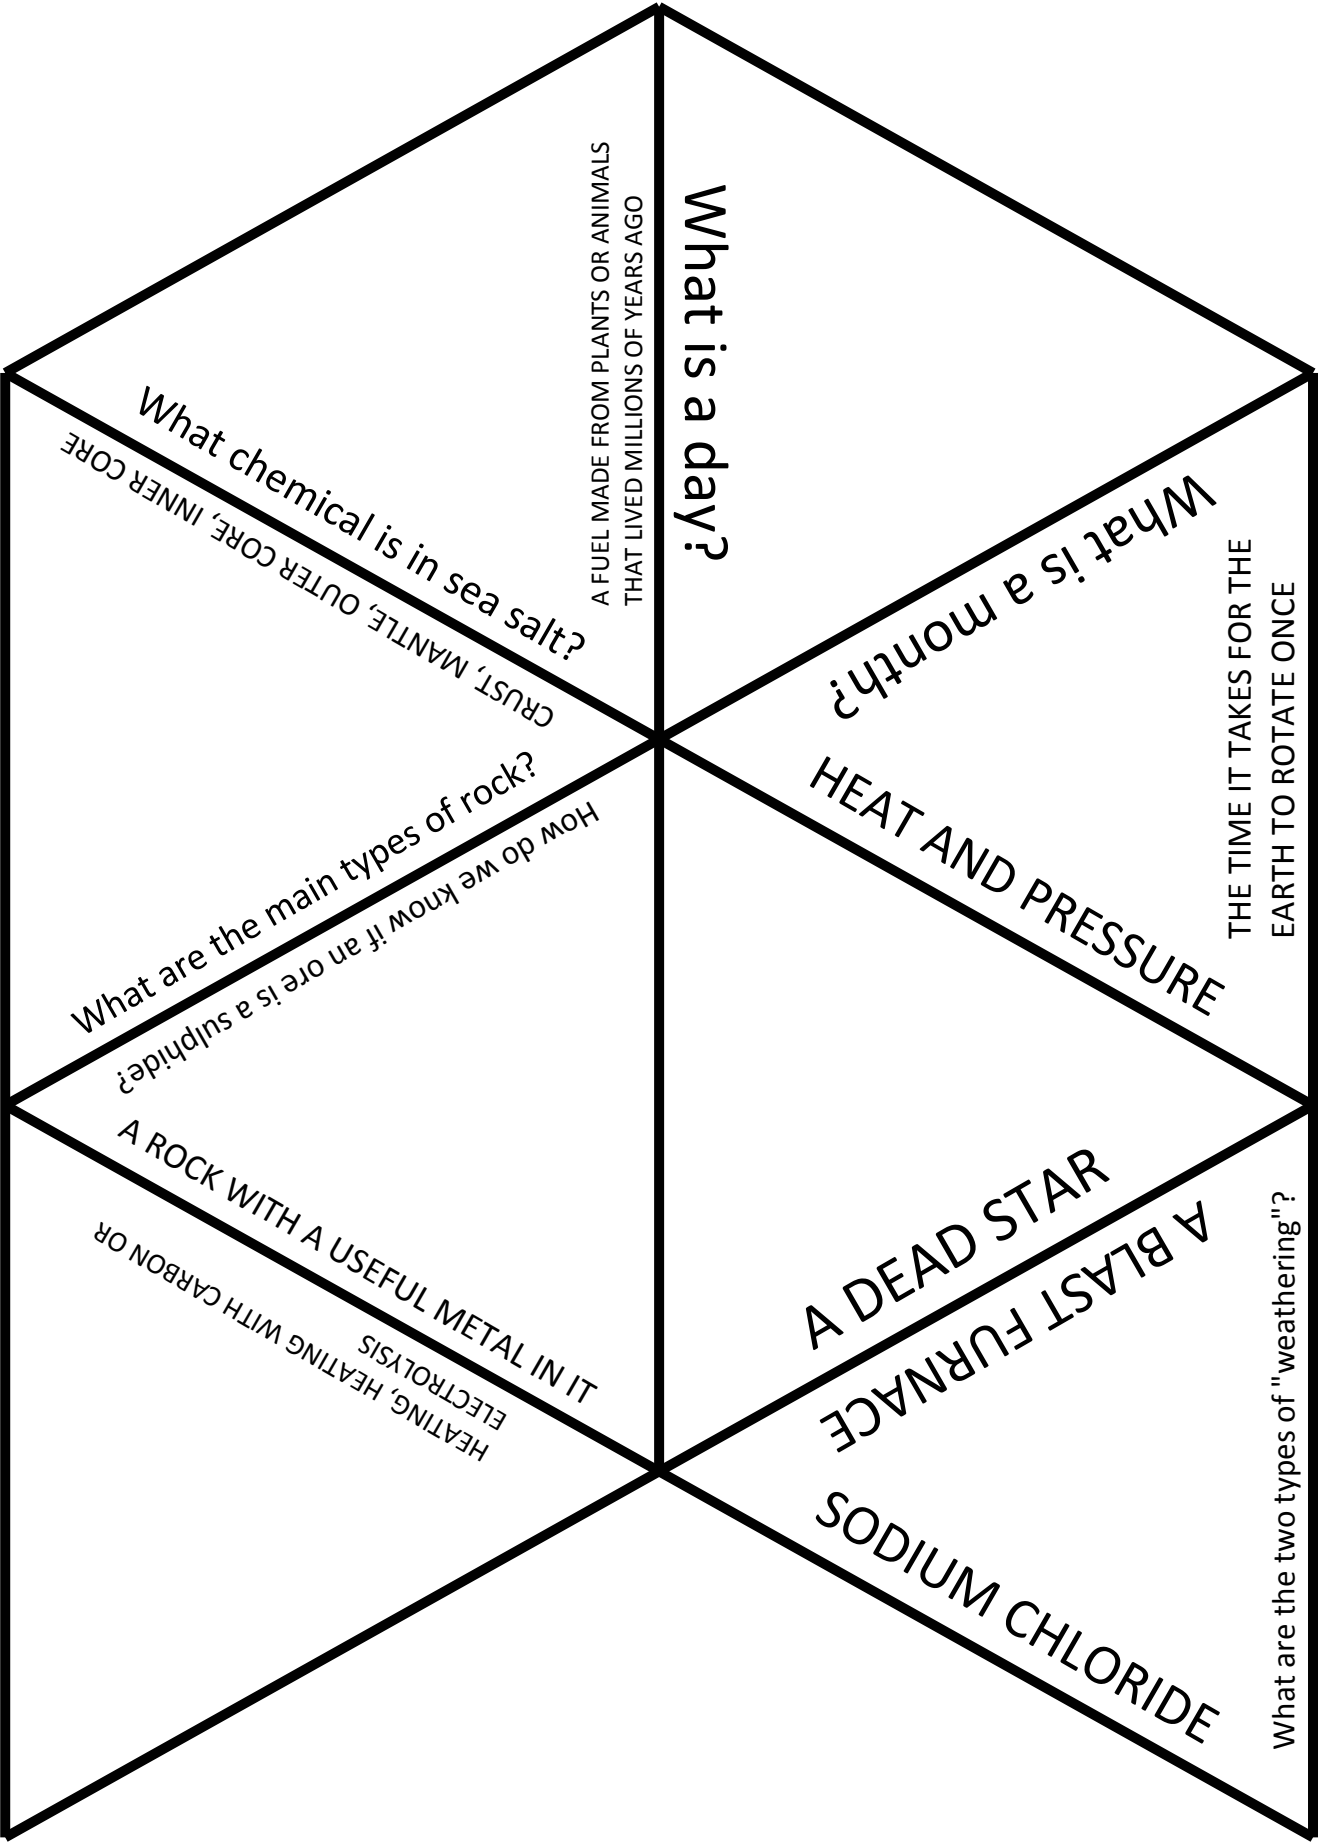 A FUEL MADE FROM PLANTS OR ANIMALS
THAT LIVED MILLIONS OF YEARS AGO
What is a day?
What chemical is in sea salt?
CRUST, MANTLE, OUTER CORE, INNER CORE
What is a month?
THE TIME IT TAKES FOR THE
EARTH TO ROTATE ONCE
HEAT AND PRESSURE
What are the main types of rock?
How do we know if an ore is a sulphide?
A ROCK WITH A USEFUL METAL IN IT
HEATING, HEATING WITH CARBON OR
ELECTROLYSIS
A DEAD STAR
A BLAST FURNACE
What are the two types of "weathering"?
SODIUM CHLORIDE